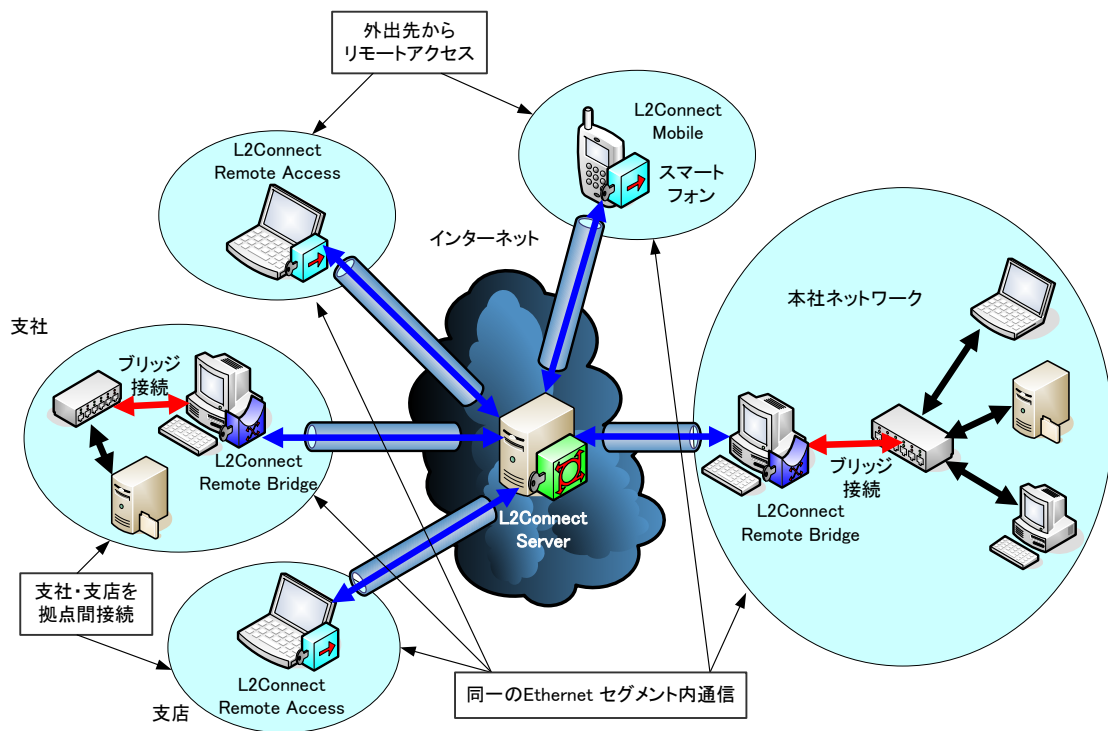 外出先から
リモートアクセス
L2Connect
Remote Access
L2Connect
Mobile
スマート
フォン
インターネット
本社ネットワーク
支社
ブリッジ
接続
L2Connect
Remote Bridge
L2Connect
Server
ブリッジ
接続
L2Connect
Remote Bridge
支社・支店を
拠点間接続
L2Connect
Remote Access
支店
同一のEthernet セグメント内通信